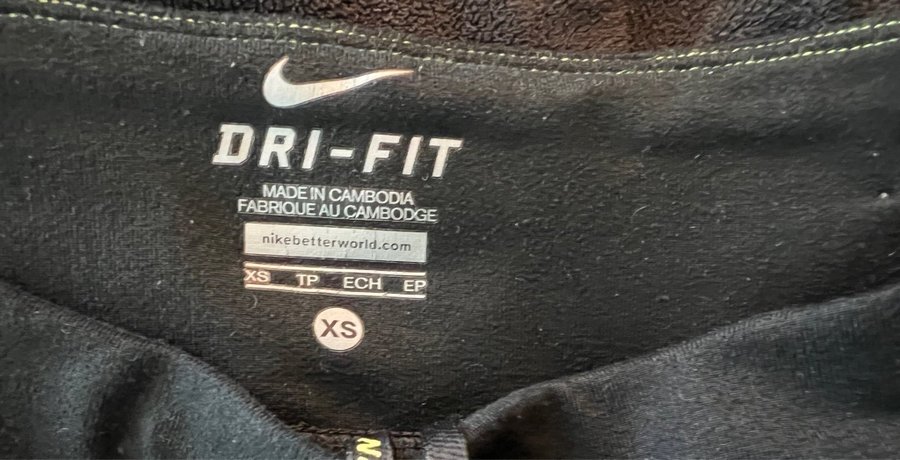 DRI-FIT
MADE IN CAMBODIA
FABRIQUE AU CAMBODGE
nikebetterworld.com
XS TP ECH EP
XS